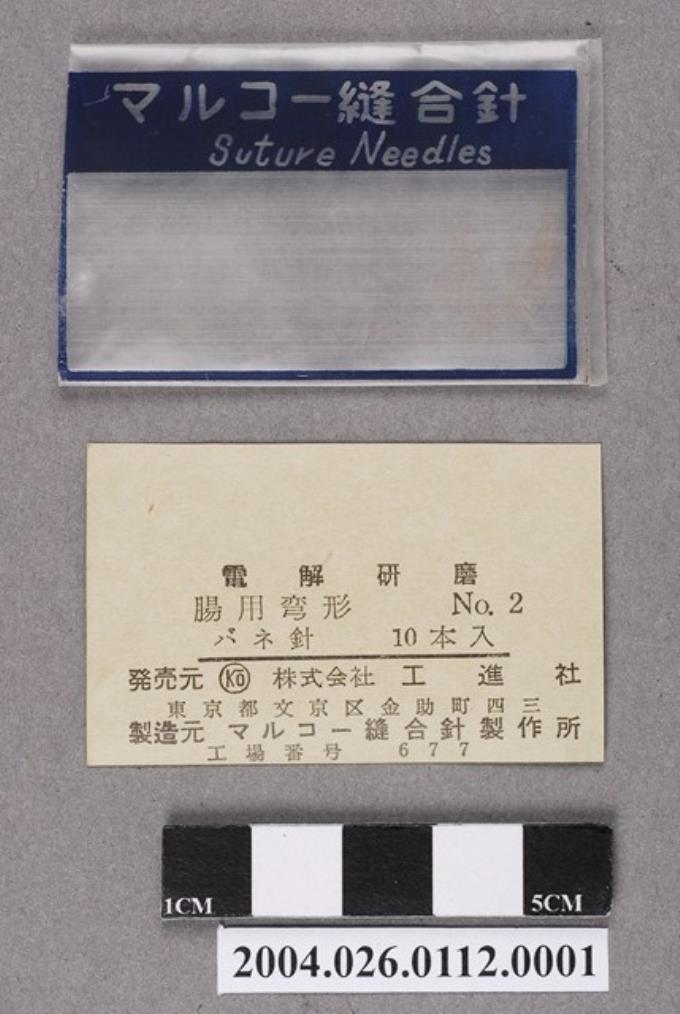 マルコー縫合針
Suture Needles
電解研磨
腸用弯形 No. 2
バネ針 10本入
発売元 KŌ 株式会社 工進社
東京都文京区金助町四三
製造元 マルコー縫合針製作所
工場番号 677
1CM 5CM
2004.026.0112.0001